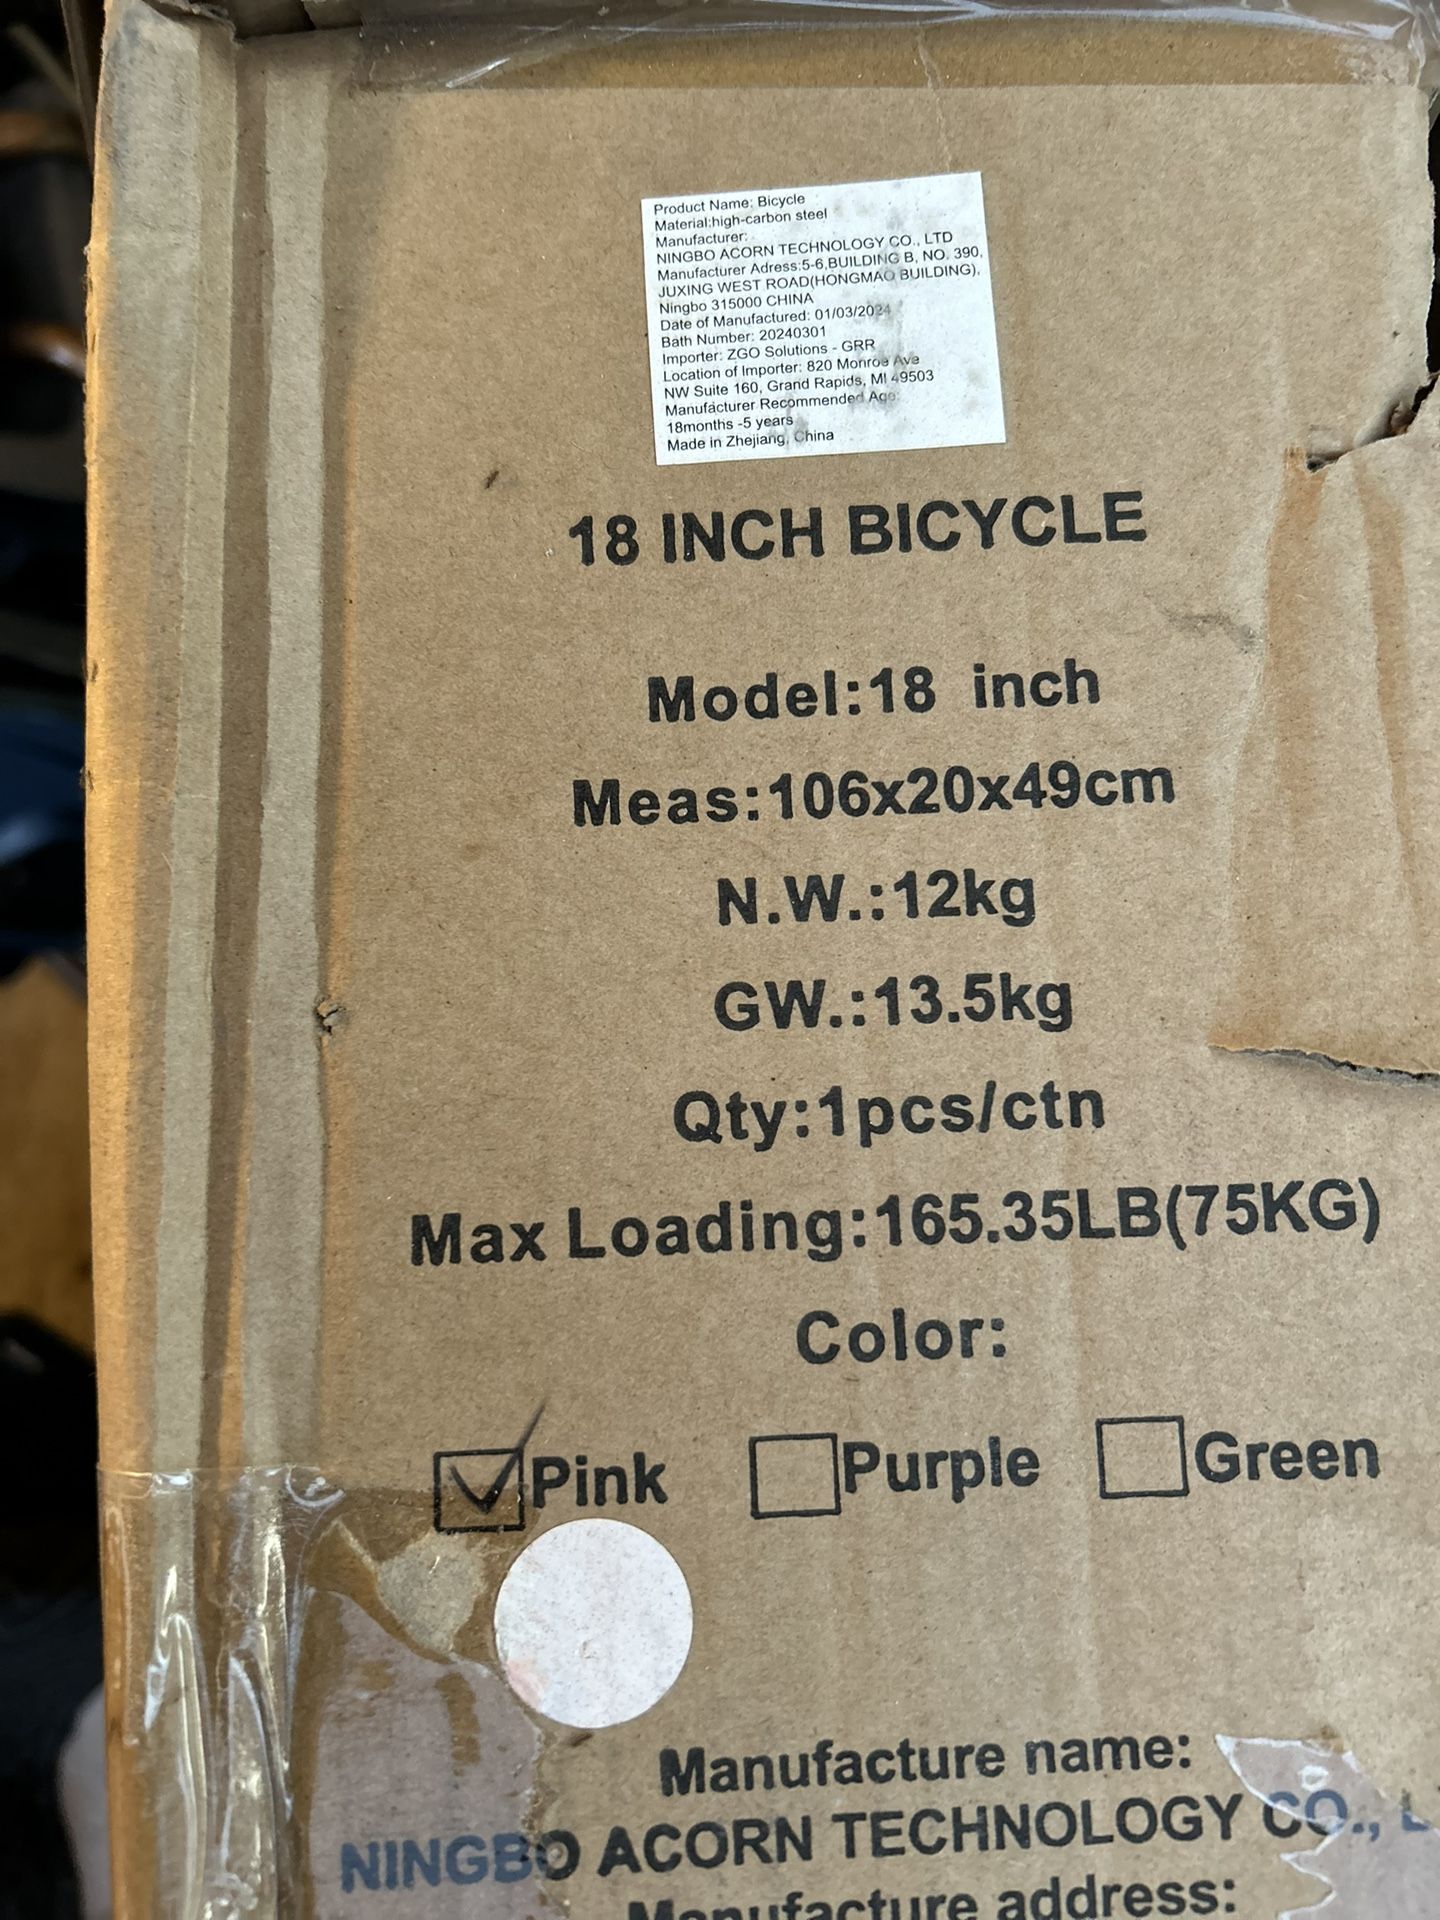 Product Name: Bicycle
Material:high-carbon steel
Manufacturer:
NINGBO ACORN TECHNOLOGY CO., LTD
Manufacturer Adress:5-6,BUILDING B, NO. 390,
JUXING WEST ROAD(HONGMAO BUILDING),
Ningbo 315000 CHINA
Date of Manufactured: 01/03/2024
Bath Number: 20240301
Importer: ZGO Solutions - GRR
Location of Importer: 820 Monroe Ave
NW Suite 160, Grand Rapids, MI 49503
Manufacturer Recommended Age:
18months -5 years
Made in Zhejiang, China
18 INCH BICYCLE
Model:18 inch
Meas:106x20x49cm
N.W.:12kg
GW.:13.5kg
Qty:1pcs/ctn
Max Loading:165.35LB(75KG)
Color:
Pink Purple Green
Manufacture name:
NINGBO ACORN TECHNOLOGY CO., L
Manufacture address: